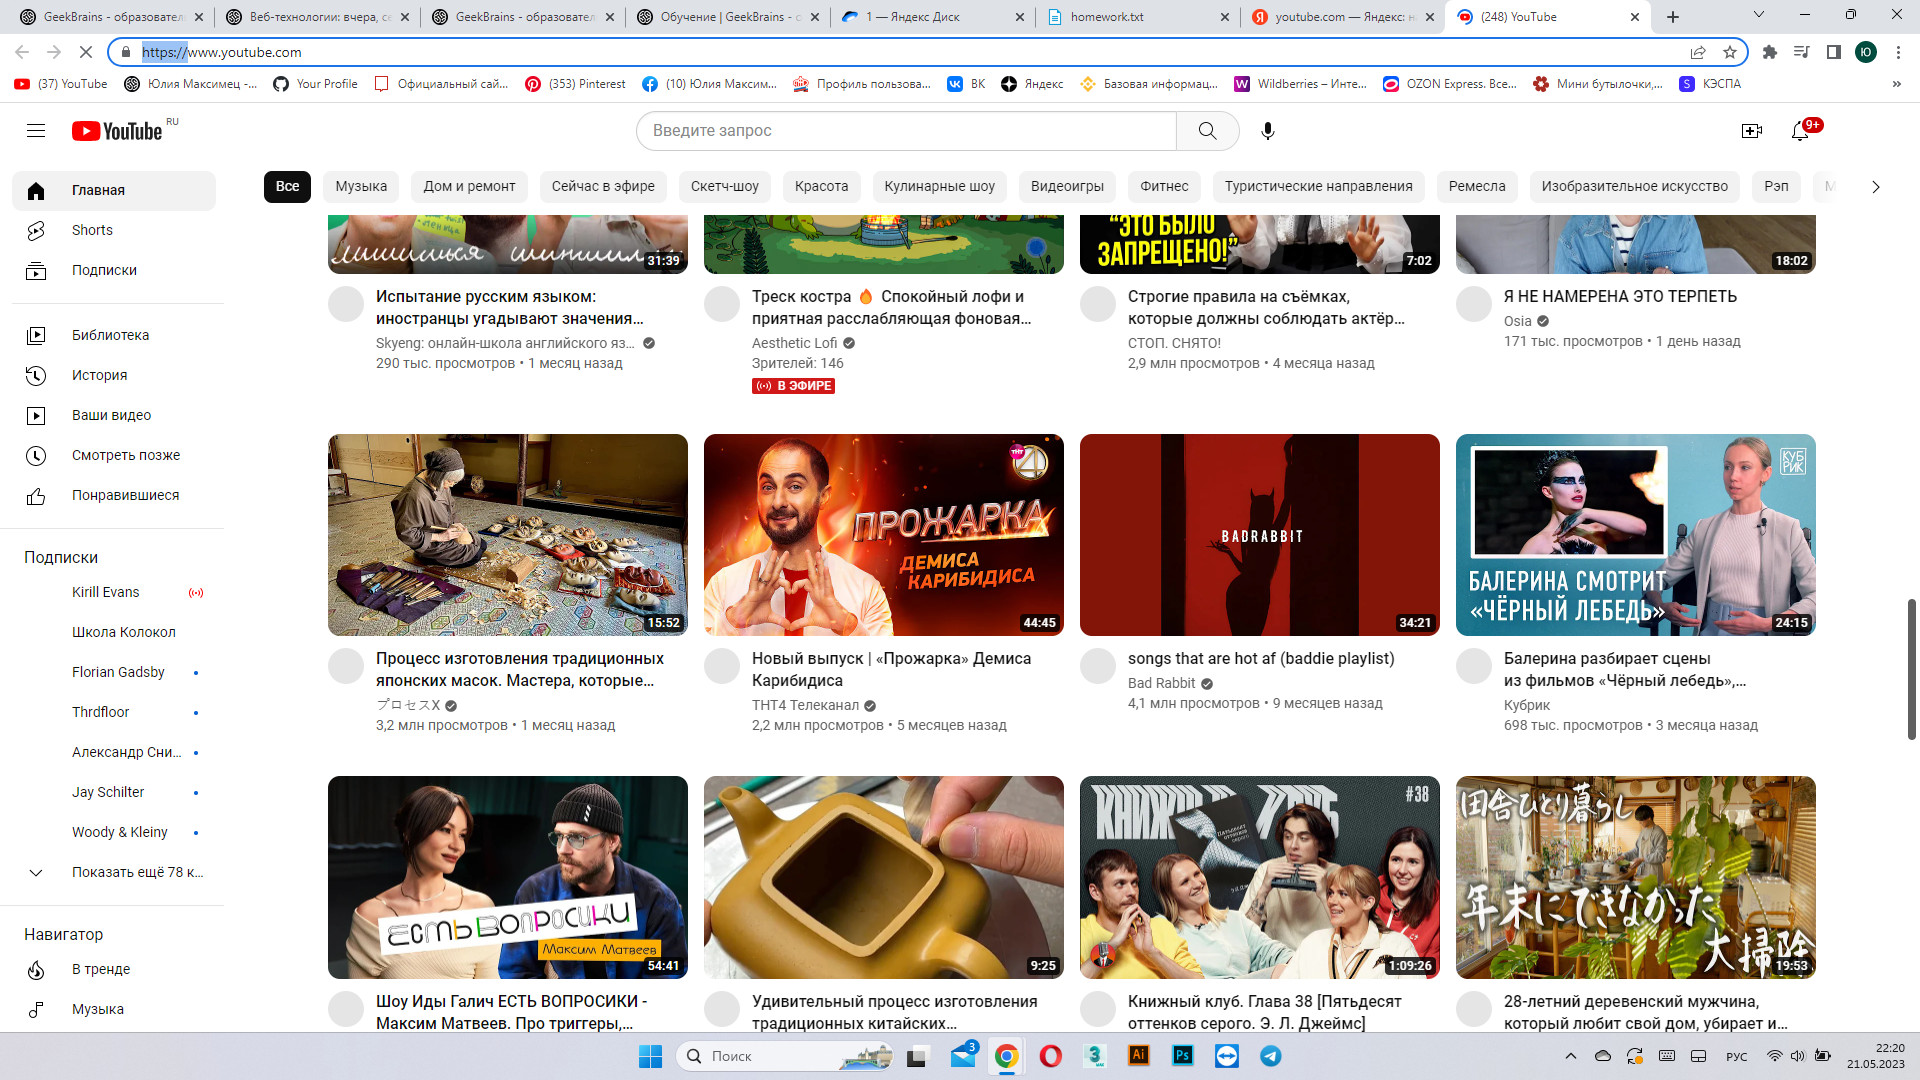 GeekBrains - образовател
Веб-технологии: вчера, се
GeekBrains - образовател
Обучение | GeekBrains - о
1 — Яндекс Диск
homework.txt
youtube.com — Яндекс: н
(248) YouTube
https://www.youtube.com
Ю
(37) YouTube
Юлия Максимец -...
Your Profile
Официальный сай...
(353) Pinterest
(10) Юлия Максим...
Профиль пользова...
ВК
Яндекс
Базовая информац...
Wildberries – Инте...
OZON Express. Все...
Мини бутылочки,...
S КЭСПА
YouTube RU
Введите запрос
9+
Все
Музыка
Дом и ремонт
Сейчас в эфире
Скетч-шоу
Красота
Кулинарные шоу
Видеоигры
Фитнес
Туристические направления
Ремесла
Изобразительное искусство
Рэп
М
Главная
Shorts
Подписки
Библиотека
История
Ваши видео
Смотреть позже
Понравившиеся
Подписки
Kirill Evans
Школа Колокол
Florian Gadsby
Thrdfloor
Александр Сни...
Jay Schilter
Woody & Kleiny
Показать ещё 78 к...
Навигатор
В тренде
Музыка
31:39
Испытание русским языком:
иностранцы угадывают значения...
Skyeng: онлайн-школа английского яз...
290 тыс. просмотров • 1 месяц назад
Треск костра 🔥 Спокойный лофи и
приятная расслабляющая фоновая...
Aesthetic Lofi
Зрителей: 146
В ЭФИРЕ
"ЭТО БЫЛО
ЗАПРЕЩЕНО!"
7:02
Строгие правила на съёмках,
которые должны соблюдать актёр...
СТОП. СНЯТО!
2,9 млн просмотров • 4 месяца назад
18:02
Я НЕ НАМЕРЕНА ЭТО ТЕРПЕТЬ
Osia
171 тыс. просмотров • 1 день назад
15:52
Процесс изготовления традиционных
японских масок. Мастера, которые...
プロセスX
3,2 млн просмотров • 1 месяц назад
ТНТ 4
ПРОЖАРКА
ДЕМИСА
КАРИБИДИСА
44:45
Новый выпуск | «Прожарка» Демиса
Карибидиса
ТНТ4 Телеканал
2,2 млн просмотров • 5 месяцев назад
BADRABBIT
34:21
songs that are hot af (baddie playlist)
Bad Rabbit
4,1 млн просмотров • 9 месяцев назад
КУБ
РИК
БАЛЕРИНА СМОТРИТ
«ЧЁРНЫЙ ЛЕБЕДЬ»
24:15
Балерина разбирает сцены
из фильмов «Чёрный лебедь»,...
Кубрик
698 тыс. просмотров • 3 месяца назад
ЕСТЬ ВОПРОСИКИ
Максим Матвеев
54:41
Шоу Иды Галич ЕСТЬ ВОПРОСИКИ -
Максим Матвеев. Про триггеры,...
9:25
Удивительный процесс изготовления
традиционных китайских...
КНИЖНЫЙ КЛУБ
#38
1:09:26
Книжный клуб. Глава 38 [Пятьдесят
оттенков серого. Э. Л. Джеймс]
田舎ひとり暮らし
年末にできなかった
大掃除
19:53
28-летний деревенский мужчина,
который любит свой дом, убирает и...
Поиск
3
Ai
Ps
РУС
22:20
21.05.2023